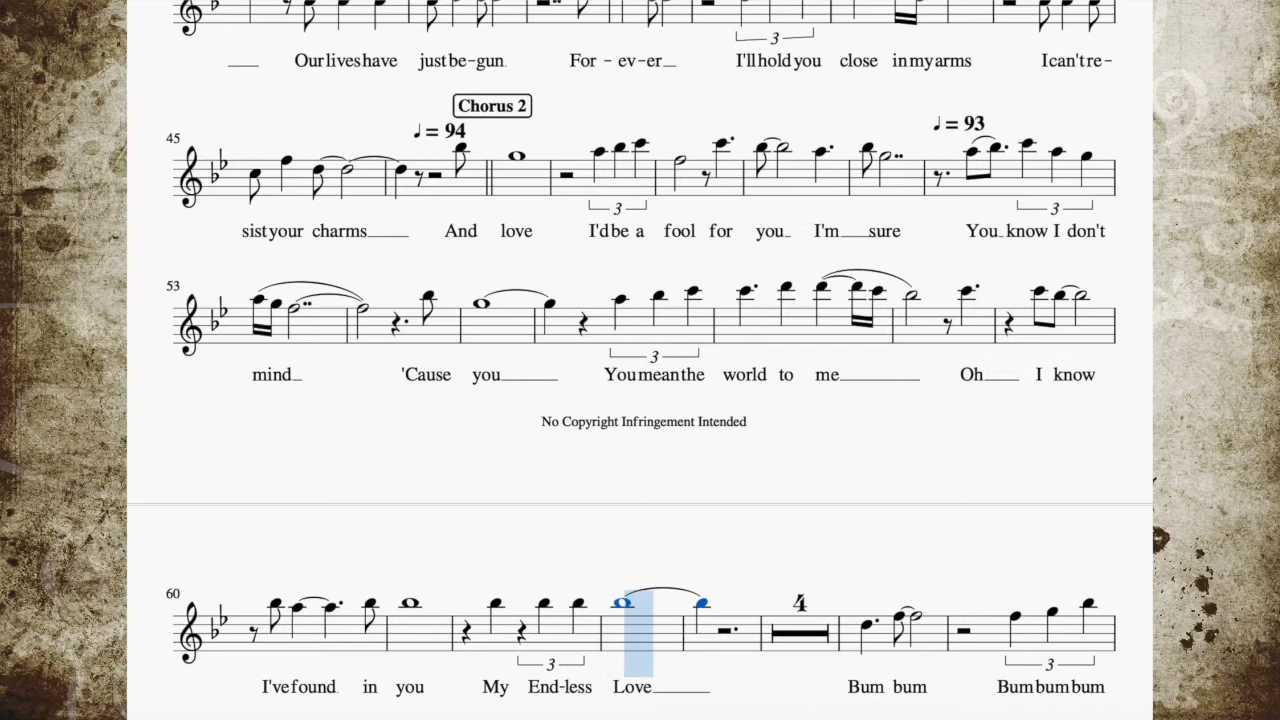 3
Our lives have just be-gun For - ev-er I'll hold you close in my arms I can't re-
Chorus 2
45 ♩ = 94 ♩ = 93
3 3
sist your charms And love I'd be a fool for you I'm sure You know I don't
53
3
mind 'Cause you You mean the world to me Oh I know
No Copyright Infringement Intended
60 4
3 3
I've found in you My End-less Love Bum bum Bum bum bum